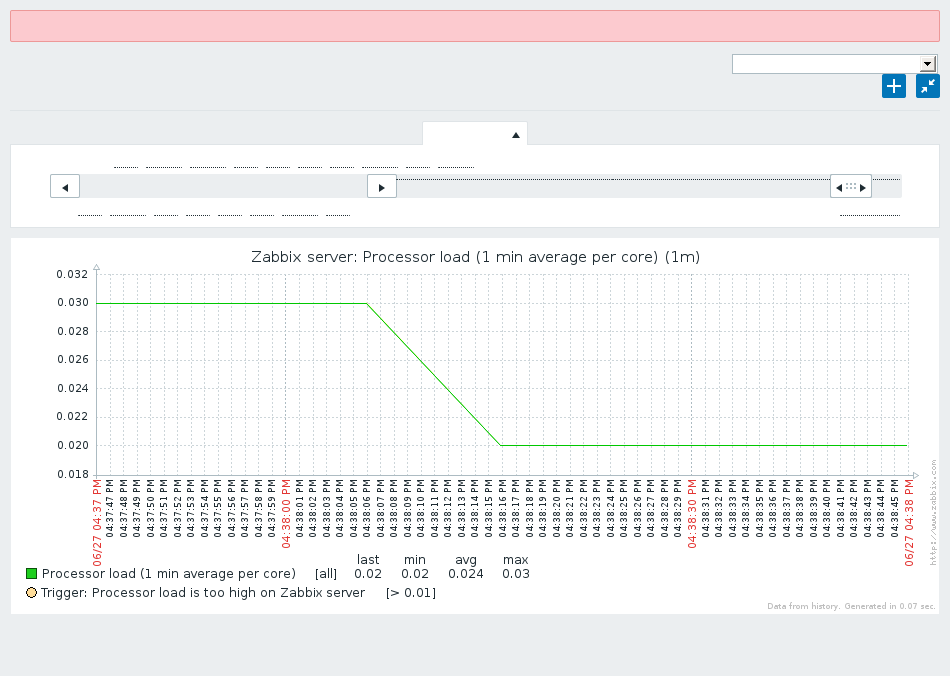 Zabbix server: Processor load (1 min average per core) (1m)
0.032
0.030
0.028
0.026
0.024
0.022
0.020
0.018
06/27 04:37 PM
04:37:47 PM
04:37:48 PM
04:37:49 PM
04:37:50 PM
04:37:51 PM
04:37:52 PM
04:37:53 PM
04:37:54 PM
04:37:55 PM
04:37:56 PM
04:37:57 PM
04:37:58 PM
04:37:59 PM
04:38:00 PM
04:38:01 PM
04:38:02 PM
04:38:03 PM
04:38:04 PM
04:38:05 PM
04:38:06 PM
04:38:07 PM
04:38:08 PM
04:38:09 PM
04:38:10 PM
04:38:11 PM
04:38:12 PM
04:38:13 PM
04:38:14 PM
04:38:15 PM
04:38:16 PM
04:38:17 PM
04:38:18 PM
04:38:19 PM
04:38:20 PM
04:38:21 PM
04:38:22 PM
04:38:23 PM
04:38:24 PM
04:38:25 PM
04:38:26 PM
04:38:27 PM
04:38:28 PM
04:38:29 PM
04:38:30 PM
04:38:31 PM
04:38:32 PM
04:38:33 PM
04:38:34 PM
04:38:35 PM
04:38:36 PM
04:38:37 PM
04:38:38 PM
04:38:39 PM
04:38:40 PM
04:38:41 PM
04:38:42 PM
04:38:43 PM
04:38:44 PM
04:38:45 PM
06/27 04:38 PM
http://www.zabbix.com
last min avg max
Processor load (1 min average per core) [all] 0.02 0.02 0.024 0.03
Trigger: Processor load is too high on Zabbix server [> 0.01]
Data from history. Generated in 0.07 sec.